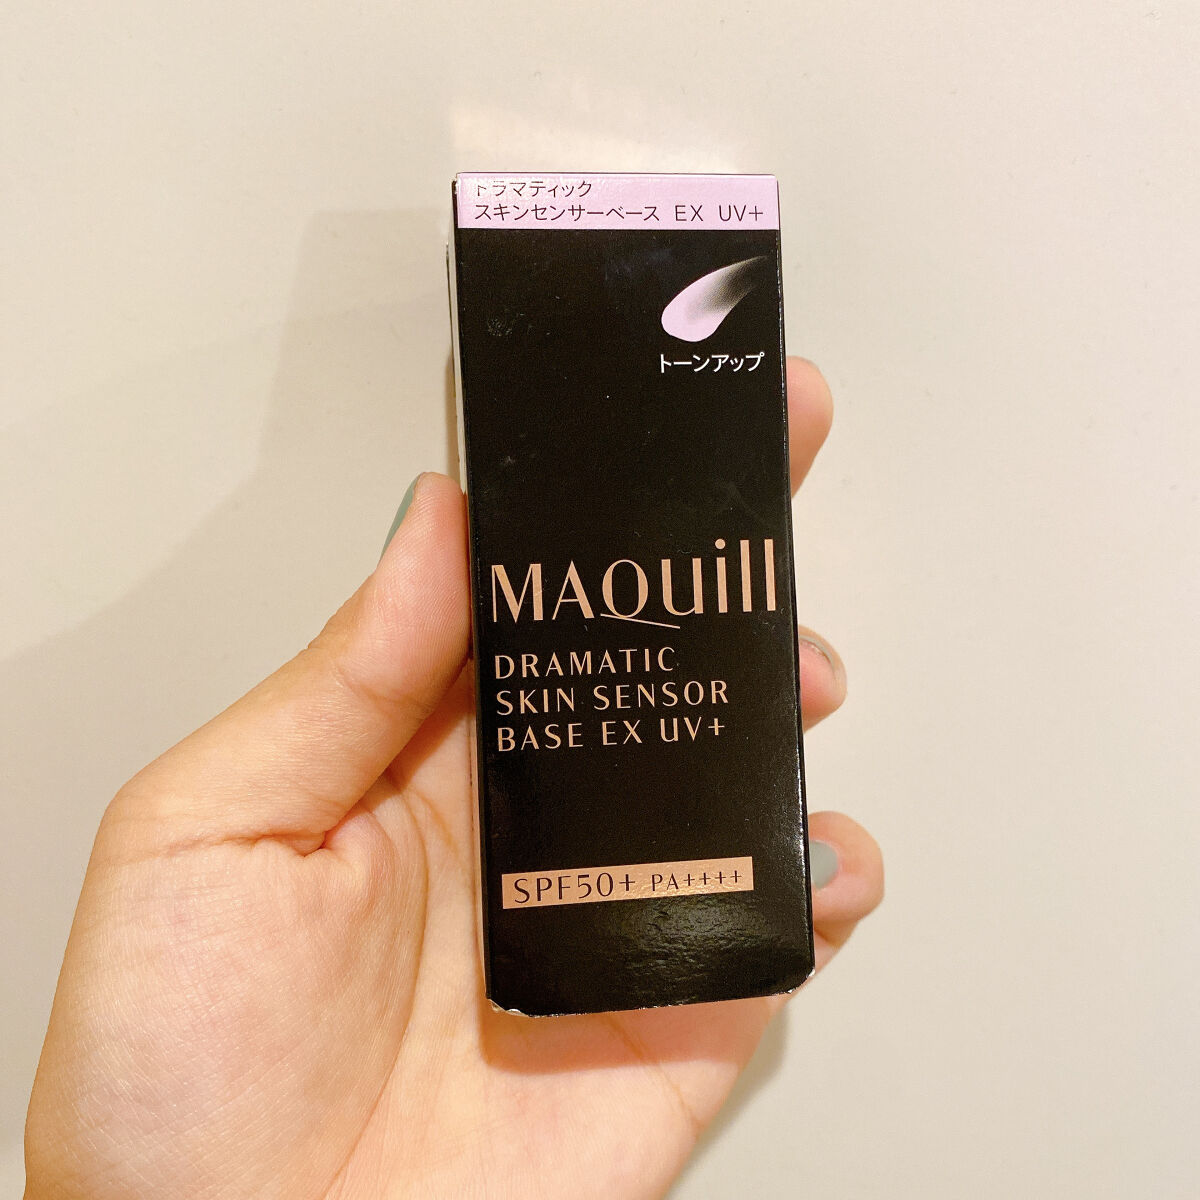 ドラマティック
スキンセンサーベース EX UV+
トーンアップ
MAQuill
DRAMATIC
SKIN SENSOR
BASE EX UV+
SPF50+ PA++++